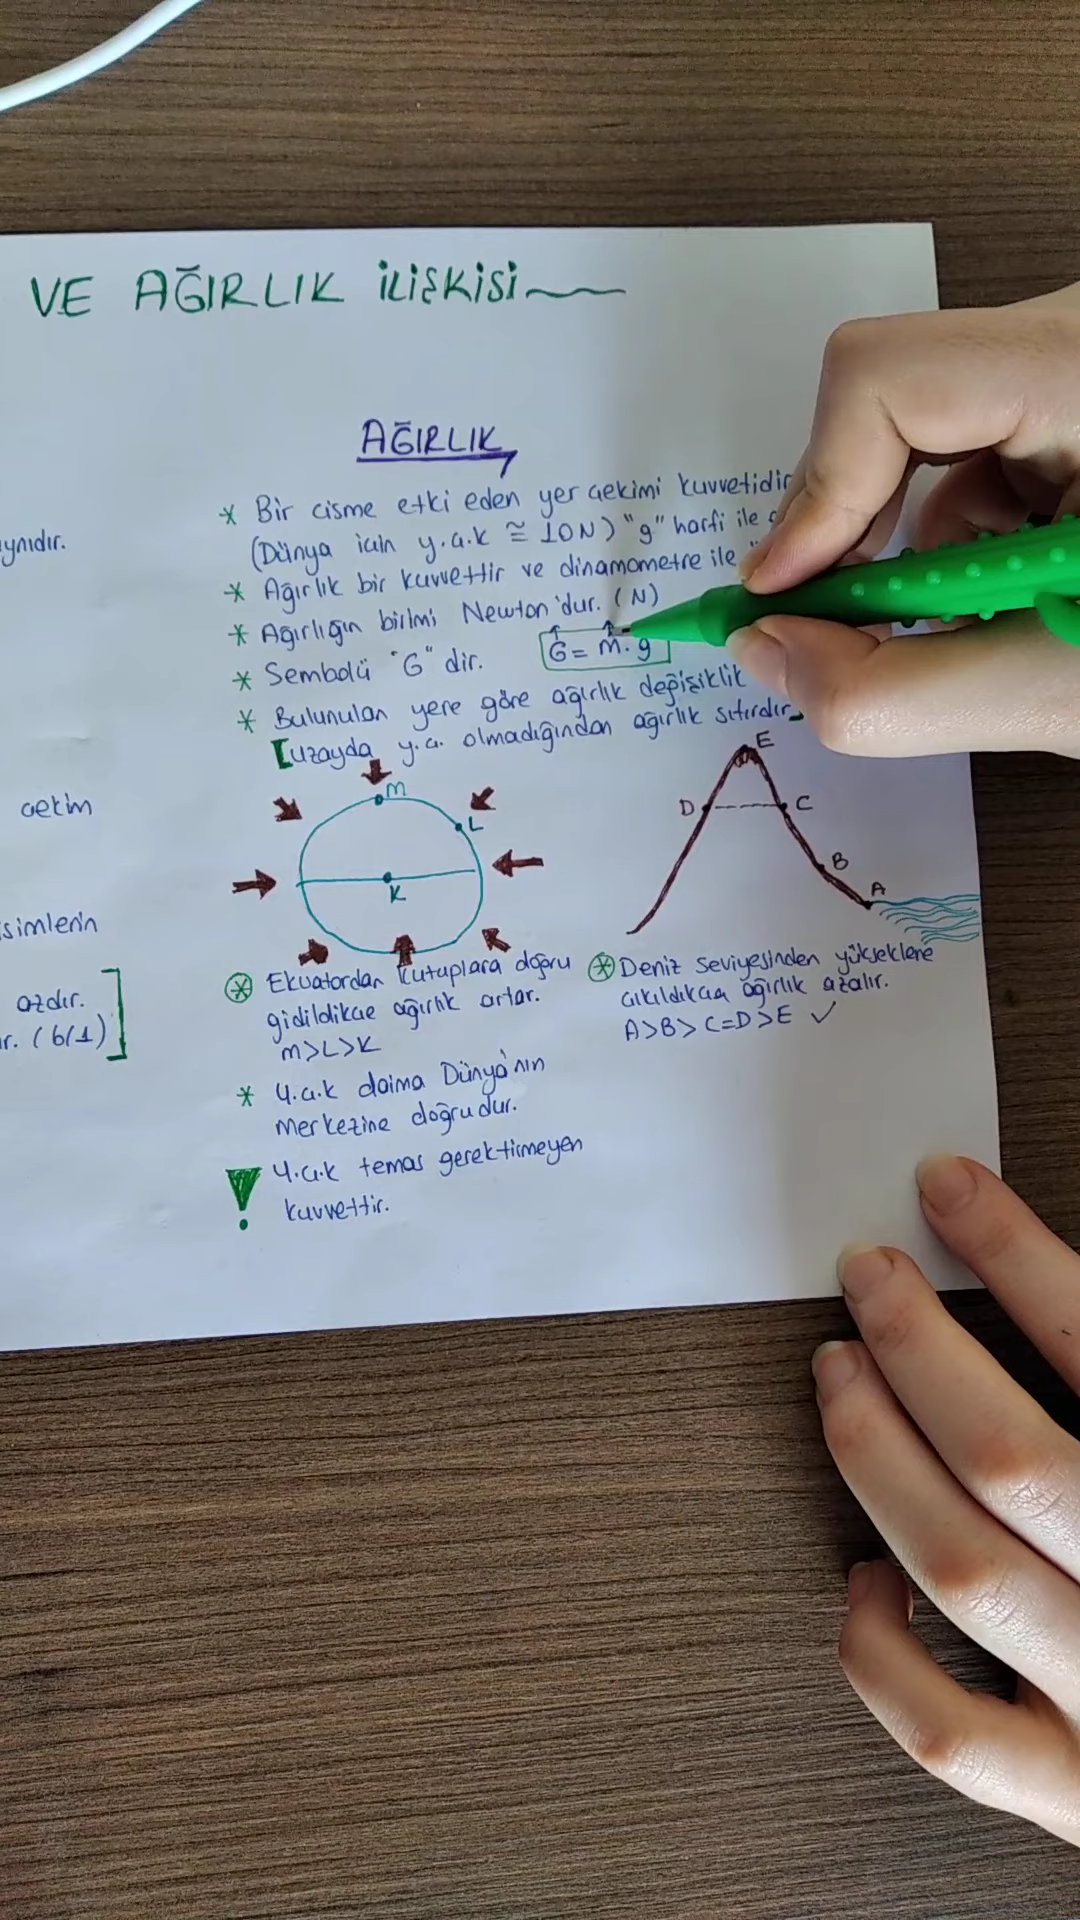 VE AĞIRLIK İLİŞKİSİ
AĞIRLIK
* Bir cisme etki eden yer çekimi kuvvetidir
(Dünya için y.ç.k ≅ 10N) "g" harfi ile
* Ağırlık bir kuvvettir ve dinamometre ile
* Ağırlığın birimi Newton'dur. (N)
* Sembolü "G" dir.
G = m.g
* Bulunulan yere göre ağırlık değişiklik
[uzayda y.ç. olmadığından ağırlık sıfırdır]
M
L
K
E
D
C
B
A
* Ekvatordan kutuplara doğru
gidildikçe ağırlık artar.
M>L>K
* Deniz seviyesinden yükseklere
çıkıldıkça ağırlık azalır.
A>B>C=D>E ✓
* Y.ç.k daima Dünya'nın
merkezine doğrudur.
! Y.ç.k temas gerektirmeyen
kuvvettir.
aynıdır.
çekim
cisimlerin
azdır.
r. (6/1)]